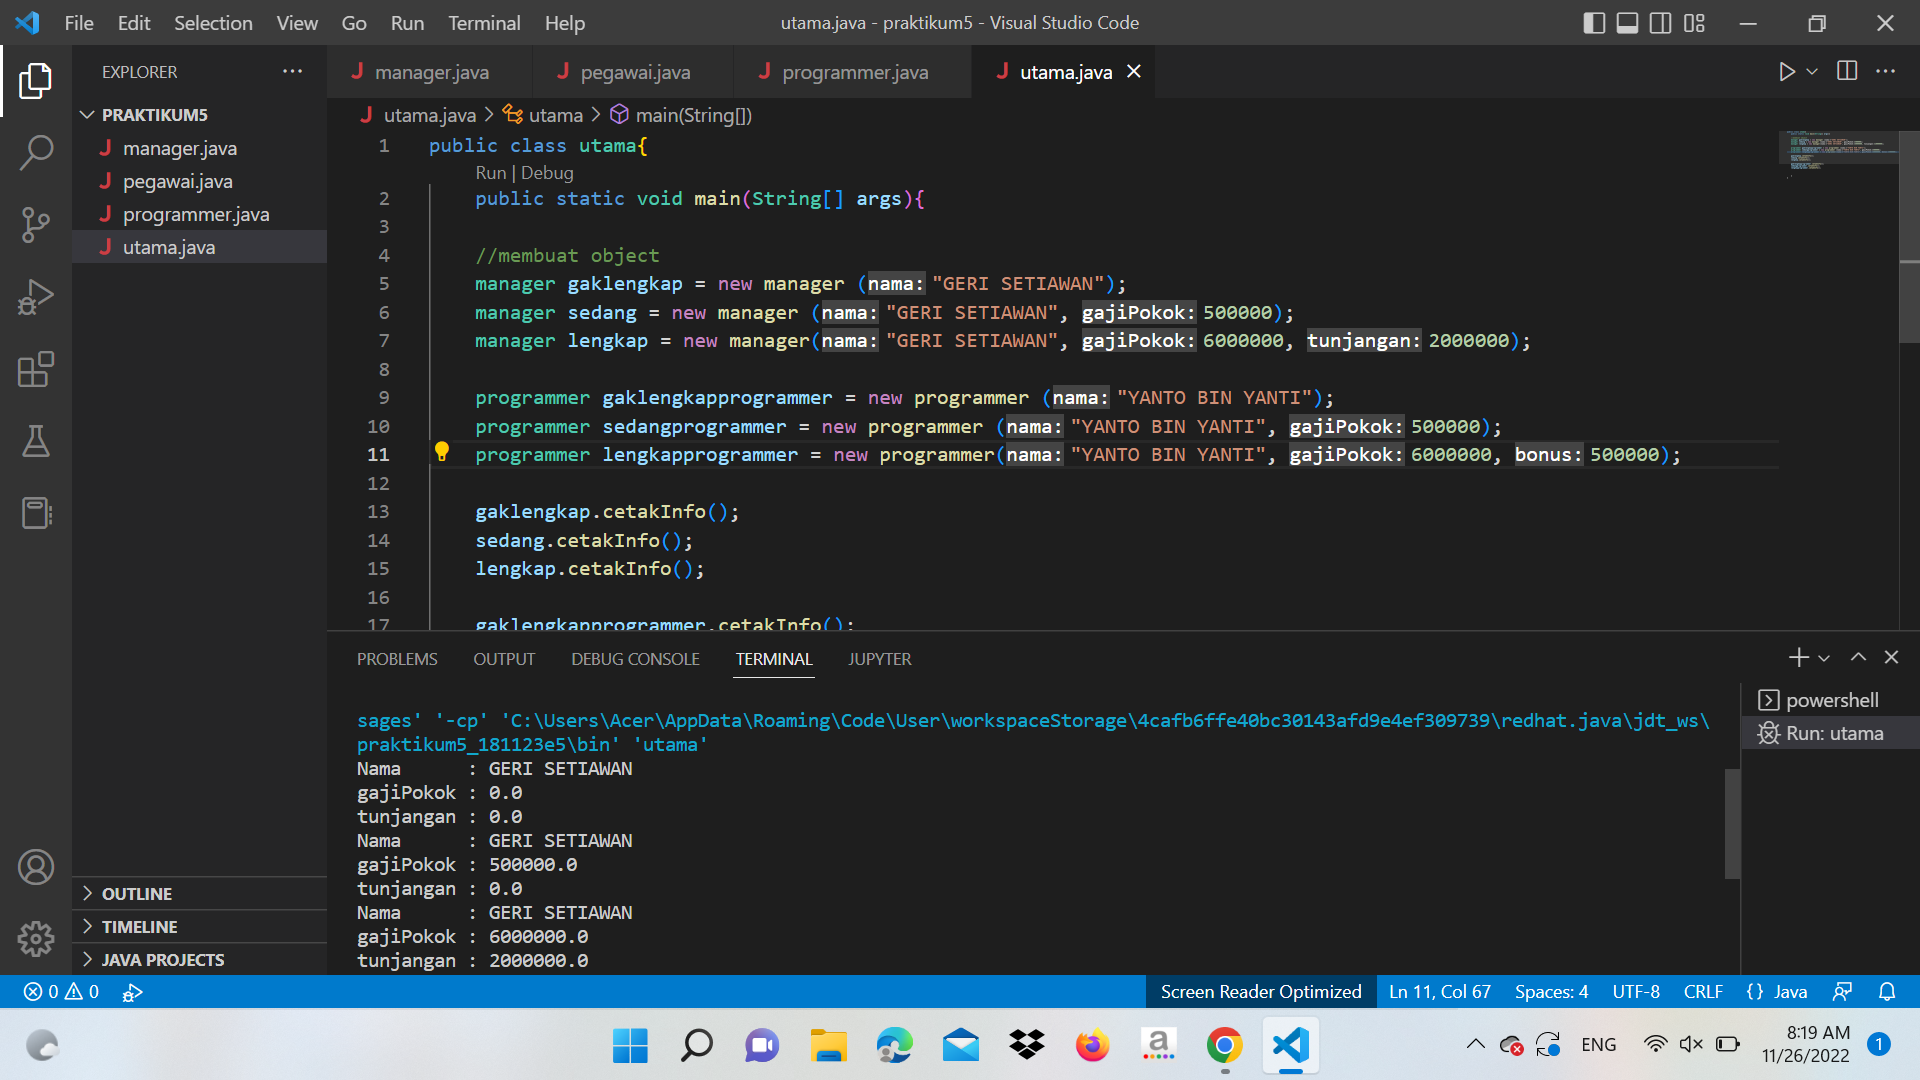 File Edit Selection View Go Run Terminal Help
utama.java - praktikum5 - Visual Studio Code
EXPLORER
PRAKTIKUM5
manager.java
pegawai.java
programmer.java
utama.java
OUTLINE
TIMELINE
JAVA PROJECTS
manager.java pegawai.java programmer.java utama.java
utama.java > utama > main(String[])
1 public class utama{
Run | Debug
2 public static void main(String[] args){
3
4 //membuat object
5 manager gaklengkap = new manager (nama: "GERI SETIAWAN");
6 manager sedang = new manager (nama: "GERI SETIAWAN", gajiPokok: 500000);
7 manager lengkap = new manager(nama: "GERI SETIAWAN", gajiPokok: 6000000, tunjangan: 2000000);
8
9 programmer gaklengkapprogrammer = new programmer (nama: "YANTO BIN YANTI");
10 programmer sedangprogrammer = new programmer (nama: "YANTO BIN YANTI", gajiPokok: 500000);
11 programmer lengkapprogrammer = new programmer(nama: "YANTO BIN YANTI", gajiPokok: 6000000, bonus: 500000);
12
13 gaklengkap.cetakInfo();
14 sedang.cetakInfo();
15 lengkap.cetakInfo();
16
17 gaklengkapprogrammer.cetakInfo();
PROBLEMS OUTPUT DEBUG CONSOLE TERMINAL JUPYTER
sages' '-cp' 'C:\Users\Acer\AppData\Roaming\Code\User\workspaceStorage\4cafb6ffe40bc30143afd9e4ef309739\redhat.java\jdt_ws\
praktikum5_181123e5\bin' 'utama'
Nama : GERI SETIAWAN
gajiPokok : 0.0
tunjangan : 0.0
Nama : GERI SETIAWAN
gajiPokok : 500000.0
tunjangan : 0.0
Nama : GERI SETIAWAN
gajiPokok : 6000000.0
tunjangan : 2000000.0
powershell
Run: utama
0 0
Screen Reader Optimized Ln 11, Col 67 Spaces: 4 UTF-8 CRLF {} Java
ENG
8:19 AM
11/26/2022
1